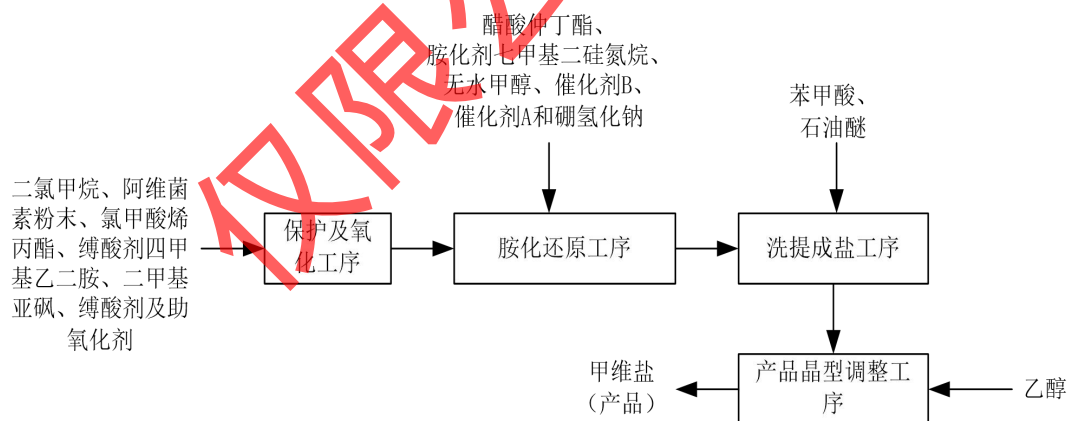 醋酸仲丁酯、
胺化剂七甲基二硅氮烷、
无水甲醇、催化剂B、
催化剂A和硼氢化钠
苯甲酸、
石油醚
二氯甲烷、阿维菌
素粉末、氯甲酸烯
丙酯、缚酸剂四甲
基乙二胺、二甲基
亚砜、缚酸剂及助
氧化剂
保护及氧
化工序
胺化还原工序
洗提成盐工序
产品晶型调整工
序
乙醇
甲维盐
（产品）
仅限